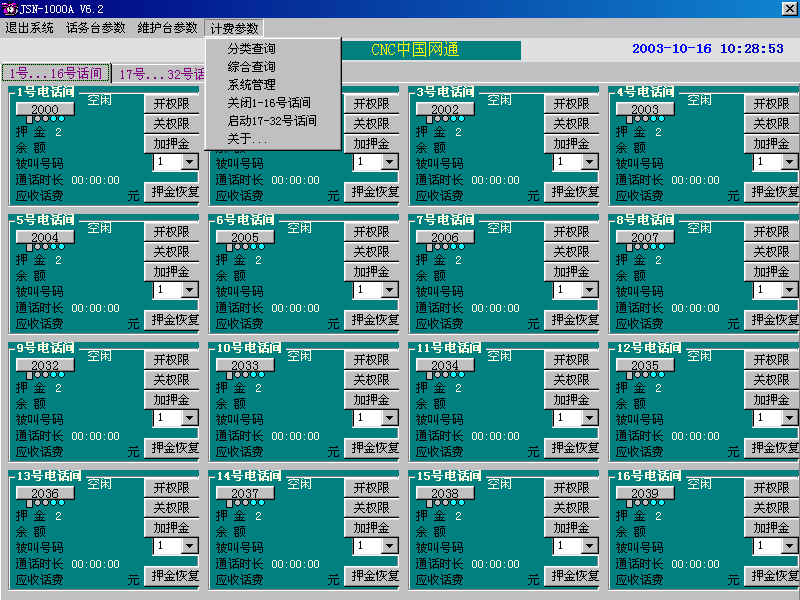 JSN-1000A V6.2
退出系统 话务台参数 维护台参数 计费参数
分类查询
综合查询
系统管理
关闭1-16号话间
启动17-32号话间
关于...
CNC中国网通
2003-10-16 10:28:53
1号...16号话间 17号...32号话
1号电话间
2000 空闲 开权限
关权限
押 金 2 加押金
余 额
被叫号码 1
通话时长 00:00:00
应收话费 元 押金恢复
开权限
关权限
加押金
余 额
被叫号码 1
通话时长 00:00:00
应收话费 元 押金恢复
3号电话间
2002 空闲 开权限
关权限
押 金 2 加押金
余 额
被叫号码 1
通话时长 00:00:00
应收话费 元 押金恢复
4号电话间
2003 空闲 开权限
关权限
押 金 2 加押金
余 额
被叫号码 1
通话时长 00:00:00
应收话费 元 押金恢复
5号电话间
2004 空闲 开权限
关权限
押 金 2 加押金
余 额
被叫号码 1
通话时长 00:00:00
应收话费 元 押金恢复
6号电话间
2005 空闲 开权限
关权限
押 金 2 加押金
余 额
被叫号码 1
通话时长 00:00:00
应收话费 元 押金恢复
7号电话间
2006 空闲 开权限
关权限
押 金 2 加押金
余 额
被叫号码 1
通话时长 00:00:00
应收话费 元 押金恢复
8号电话间
2007 空闲 开权限
关权限
押 金 2 加押金
余 额
被叫号码 1
通话时长 00:00:00
应收话费 元 押金恢复
9号电话间
2032 空闲 开权限
关权限
押 金 2 加押金
余 额
被叫号码 1
通话时长 00:00:00
应收话费 元 押金恢复
10号电话间
2033 空闲 开权限
关权限
押 金 2 加押金
余 额
被叫号码 1
通话时长 00:00:00
应收话费 元 押金恢复
11号电话间
2034 空闲 开权限
关权限
押 金 2 加押金
余 额
被叫号码 1
通话时长 00:00:00
应收话费 元 押金恢复
12号电话间
2035 空闲 开权限
关权限
押 金 2 加押金
余 额
被叫号码 1
通话时长 00:00:00
应收话费 元 押金恢复
13号电话间
2036 空闲 开权限
关权限
押 金 2 加押金
余 额
被叫号码 1
通话时长 00:00:00
应收话费 元 押金恢复
14号电话间
2037 空闲 开权限
关权限
押 金 2 加押金
余 额
被叫号码 1
通话时长 00:00:00
应收话费 元 押金恢复
15号电话间
2038 空闲 开权限
关权限
押 金 2 加押金
余 额
被叫号码 1
通话时长 00:00:00
应收话费 元 押金恢复
16号电话间
2039 空闲 开权限
关权限
押 金 2 加押金
余 额
被叫号码 1
通话时长 00:00:00
应收话费 元 押金恢复